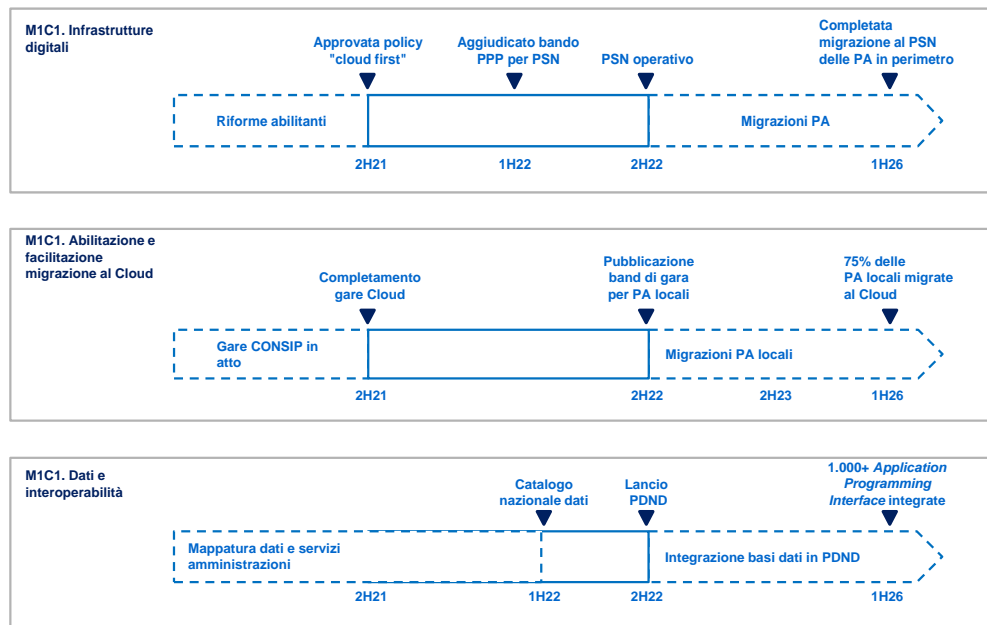 M1C1. Infrastrutture
digitali
Approvata policy
"cloud first"
Aggiudicato bando
PPP per PSN
PSN operativo
Completata
migrazione al PSN
delle PA in perimetro
Riforme abilitanti
Migrazioni PA
2H21
1H22
2H22
1H26
M1C1. Abilitazione e
facilitazione
migrazione al Cloud
Completamento
gare Cloud
Pubblicazione
band di gara
per PA locali
75% delle
PA locali migrate
al Cloud
Gare CONSIP in
atto
Migrazioni PA locali
2H21
2H22
2H23
1H26
M1C1. Dati e
interoperabilità
Catalogo
nazionale dati
Lancio
PDND
1.000+ Application
Programming
Interface integrate
Mappatura dati e servizi
amministrazioni
Integrazione basi dati in PDND
2H21
1H22
2H22
1H26